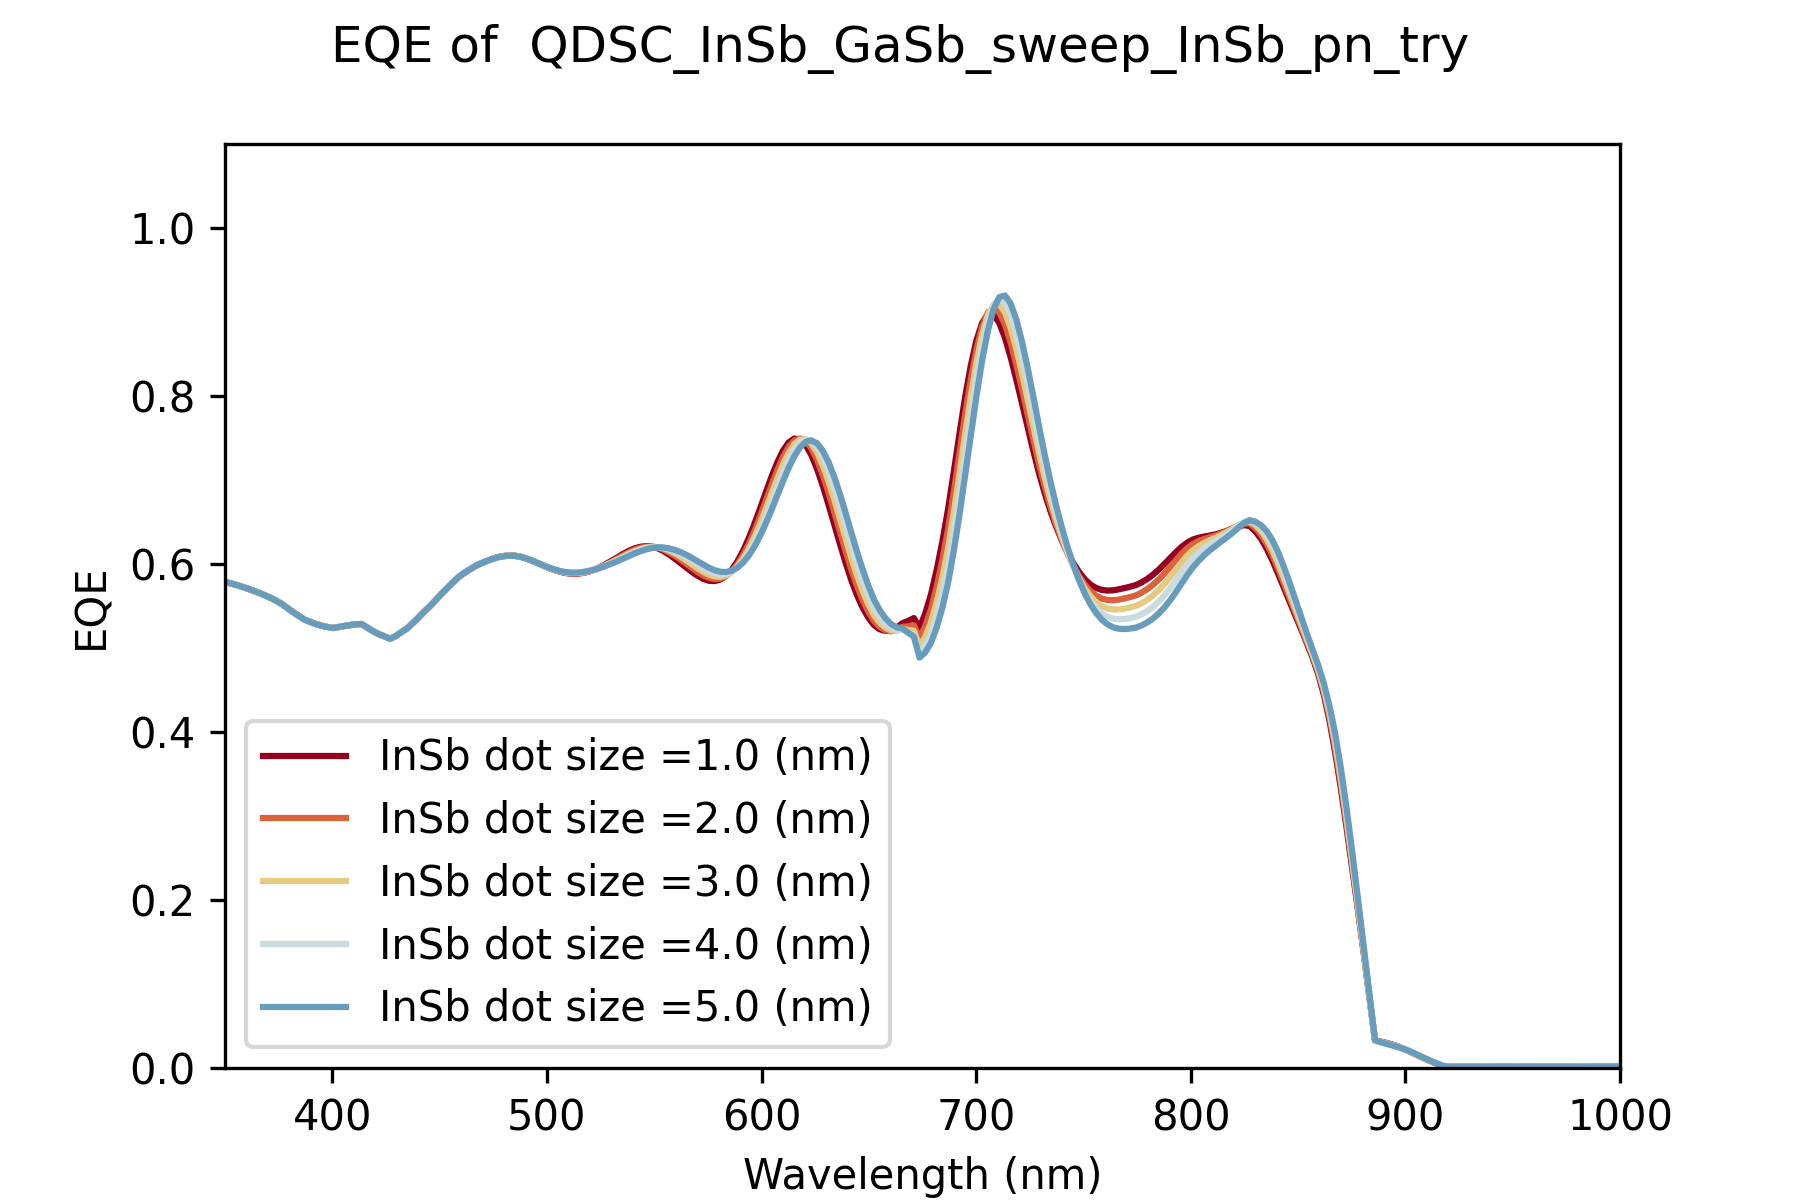 EQE of  QDSC_InSb_GaSb_sweep_InSb_pn_try
1.0
0.8
0.6
0.4
0.2
0.0
EQE
InSb dot size =1.0 (nm)
InSb dot size =2.0 (nm)
InSb dot size =3.0 (nm)
InSb dot size =4.0 (nm)
InSb dot size =5.0 (nm)
400 500 600 700 800 900 1000
Wavelength (nm)